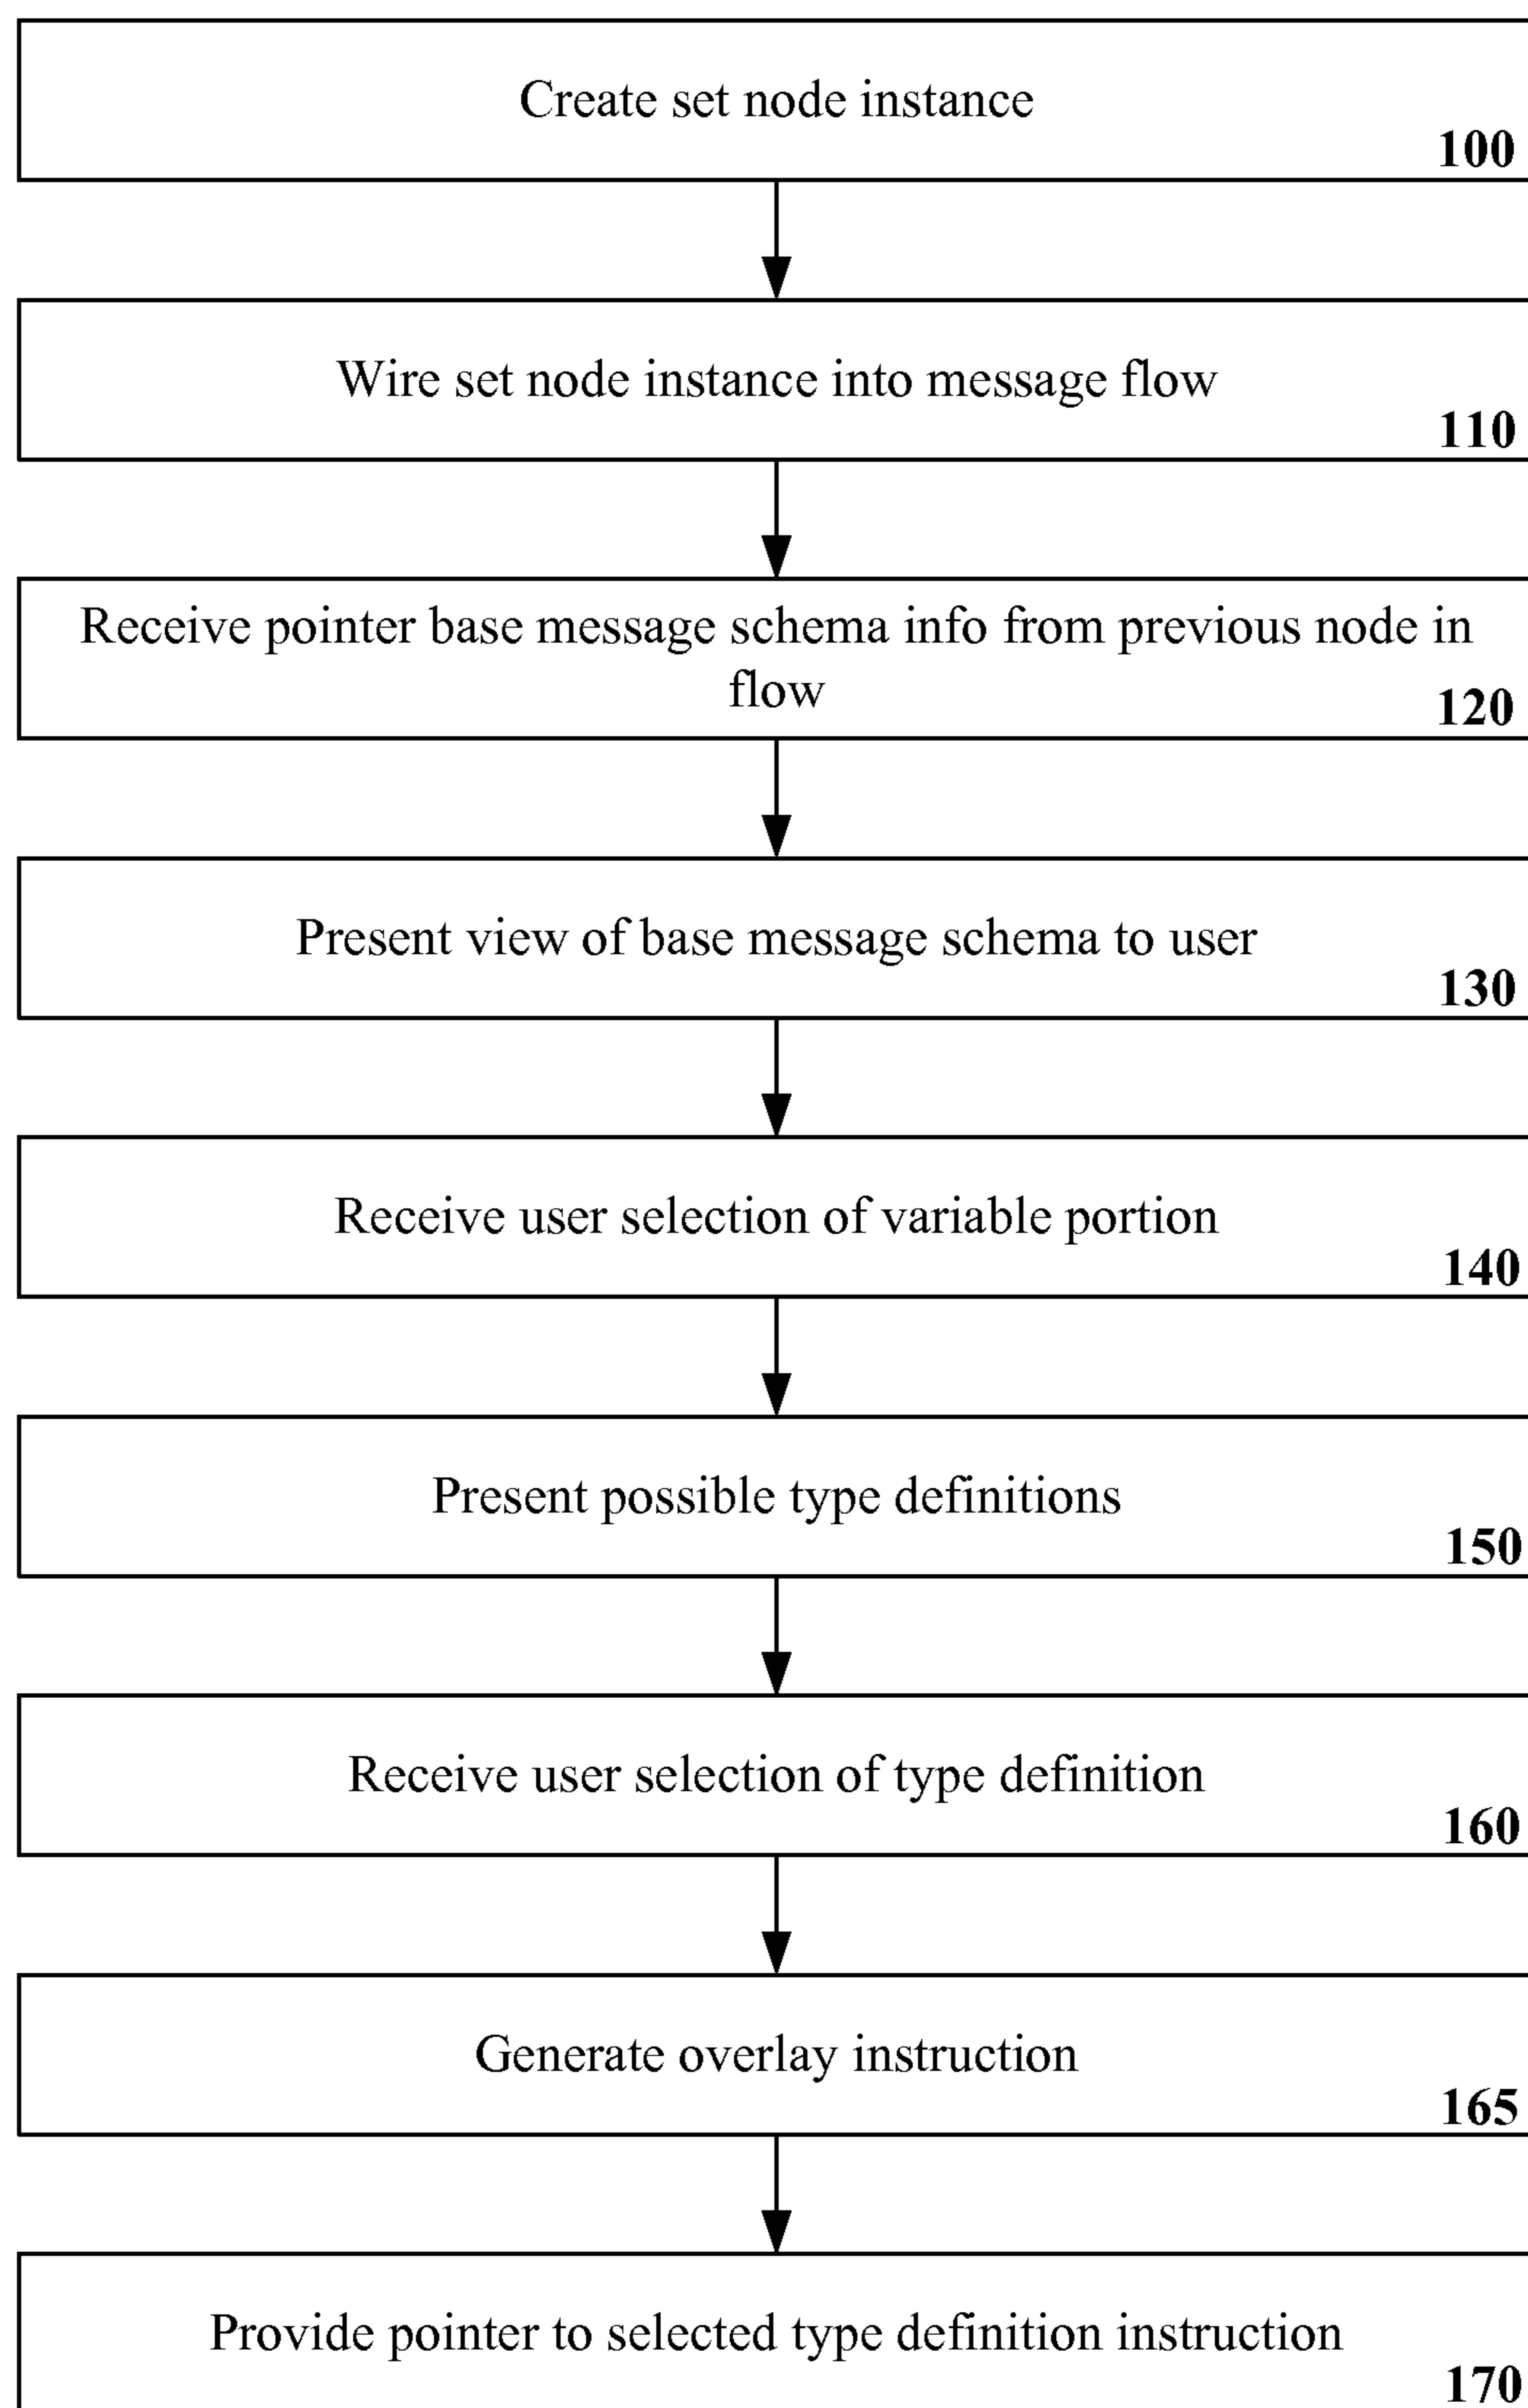 Create set node instance
100
Wire set node instance into message flow
110
Receive pointer base message schema info from previous node in
flow
120
Present view of base message schema to user
130
Receive user selection of variable portion
140
Present possible type definitions
150
Receive user selection of type definition
160
Generate overlay instruction
165
Provide pointer to selected type definition instruction
170